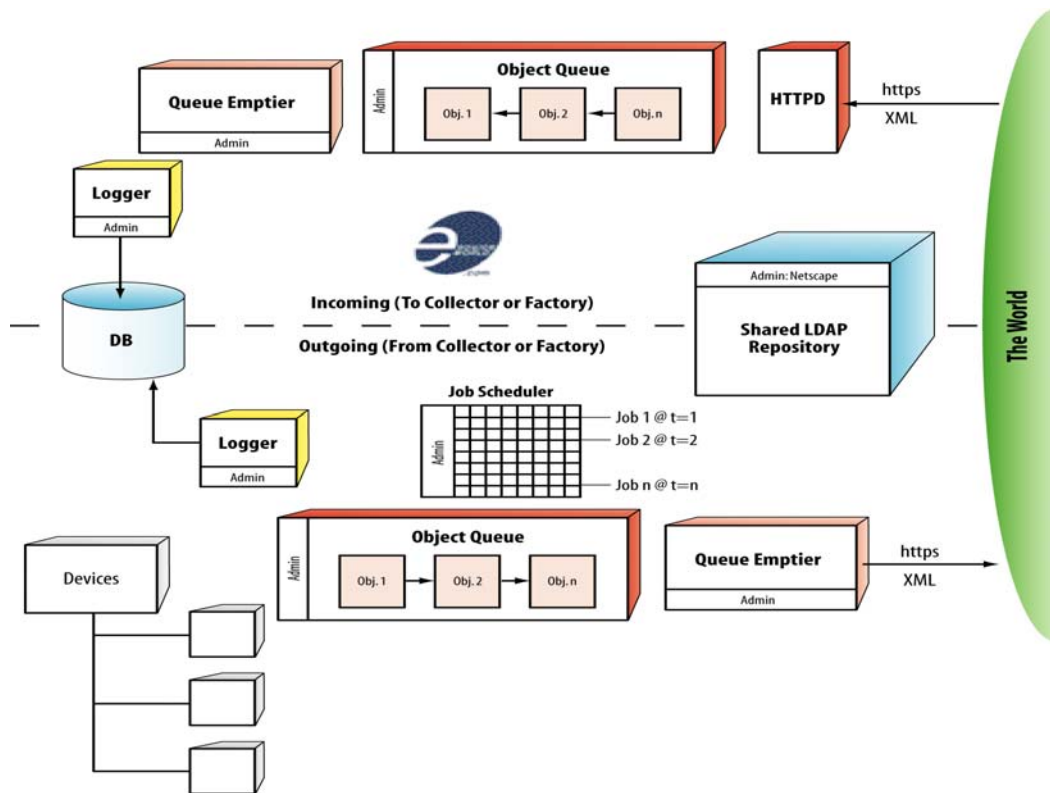 Object Queue
Admin
Obj. 1
Obj. 2
Obj. n
Queue Emptier
Admin
HTTPD
https
XML
Logger
Admin
e
Admin: Netscape
Shared LDAP
Repository
The World
Incoming (To Collector or Factory)
DB
Outgoing (From Collector or Factory)
Job Scheduler
Admin
Job 1 @ t=1
Job 2 @ t=2
Job n @ t=n
Logger
Admin
Object Queue
Admin
Obj. 1
Obj. 2
Obj. n
Queue Emptier
Admin
https
XML
Devices